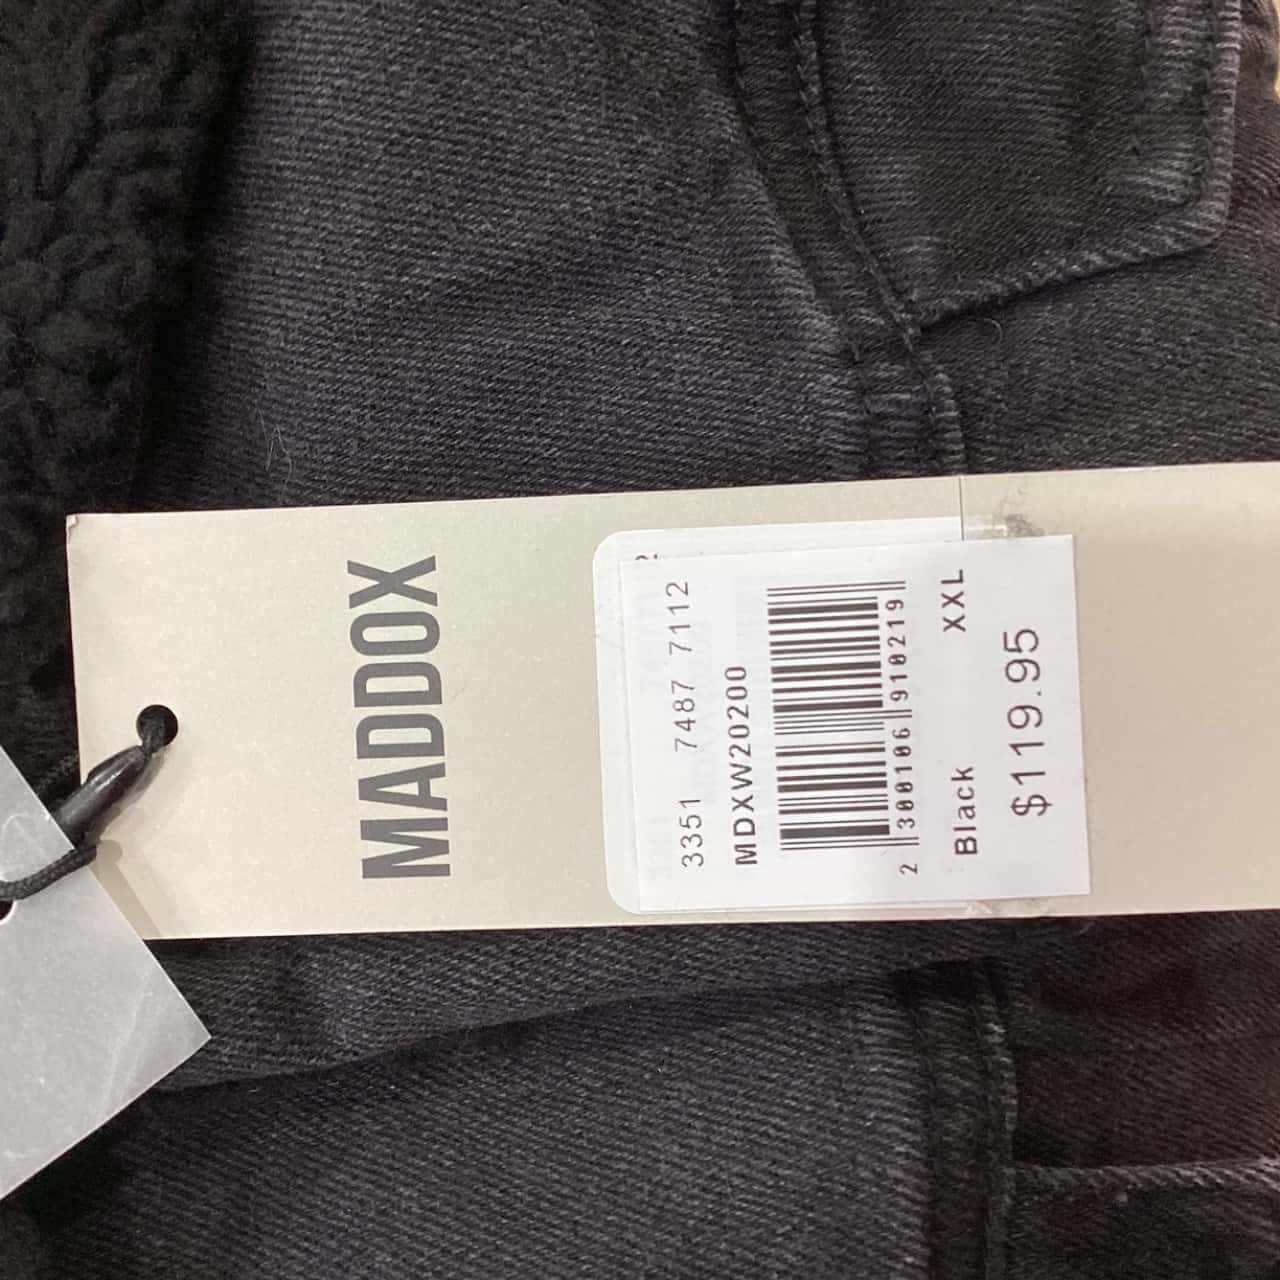 MADDOX
3351 7487 7112
MDXW20200
2 300106 910219
Black XXL
$119.95